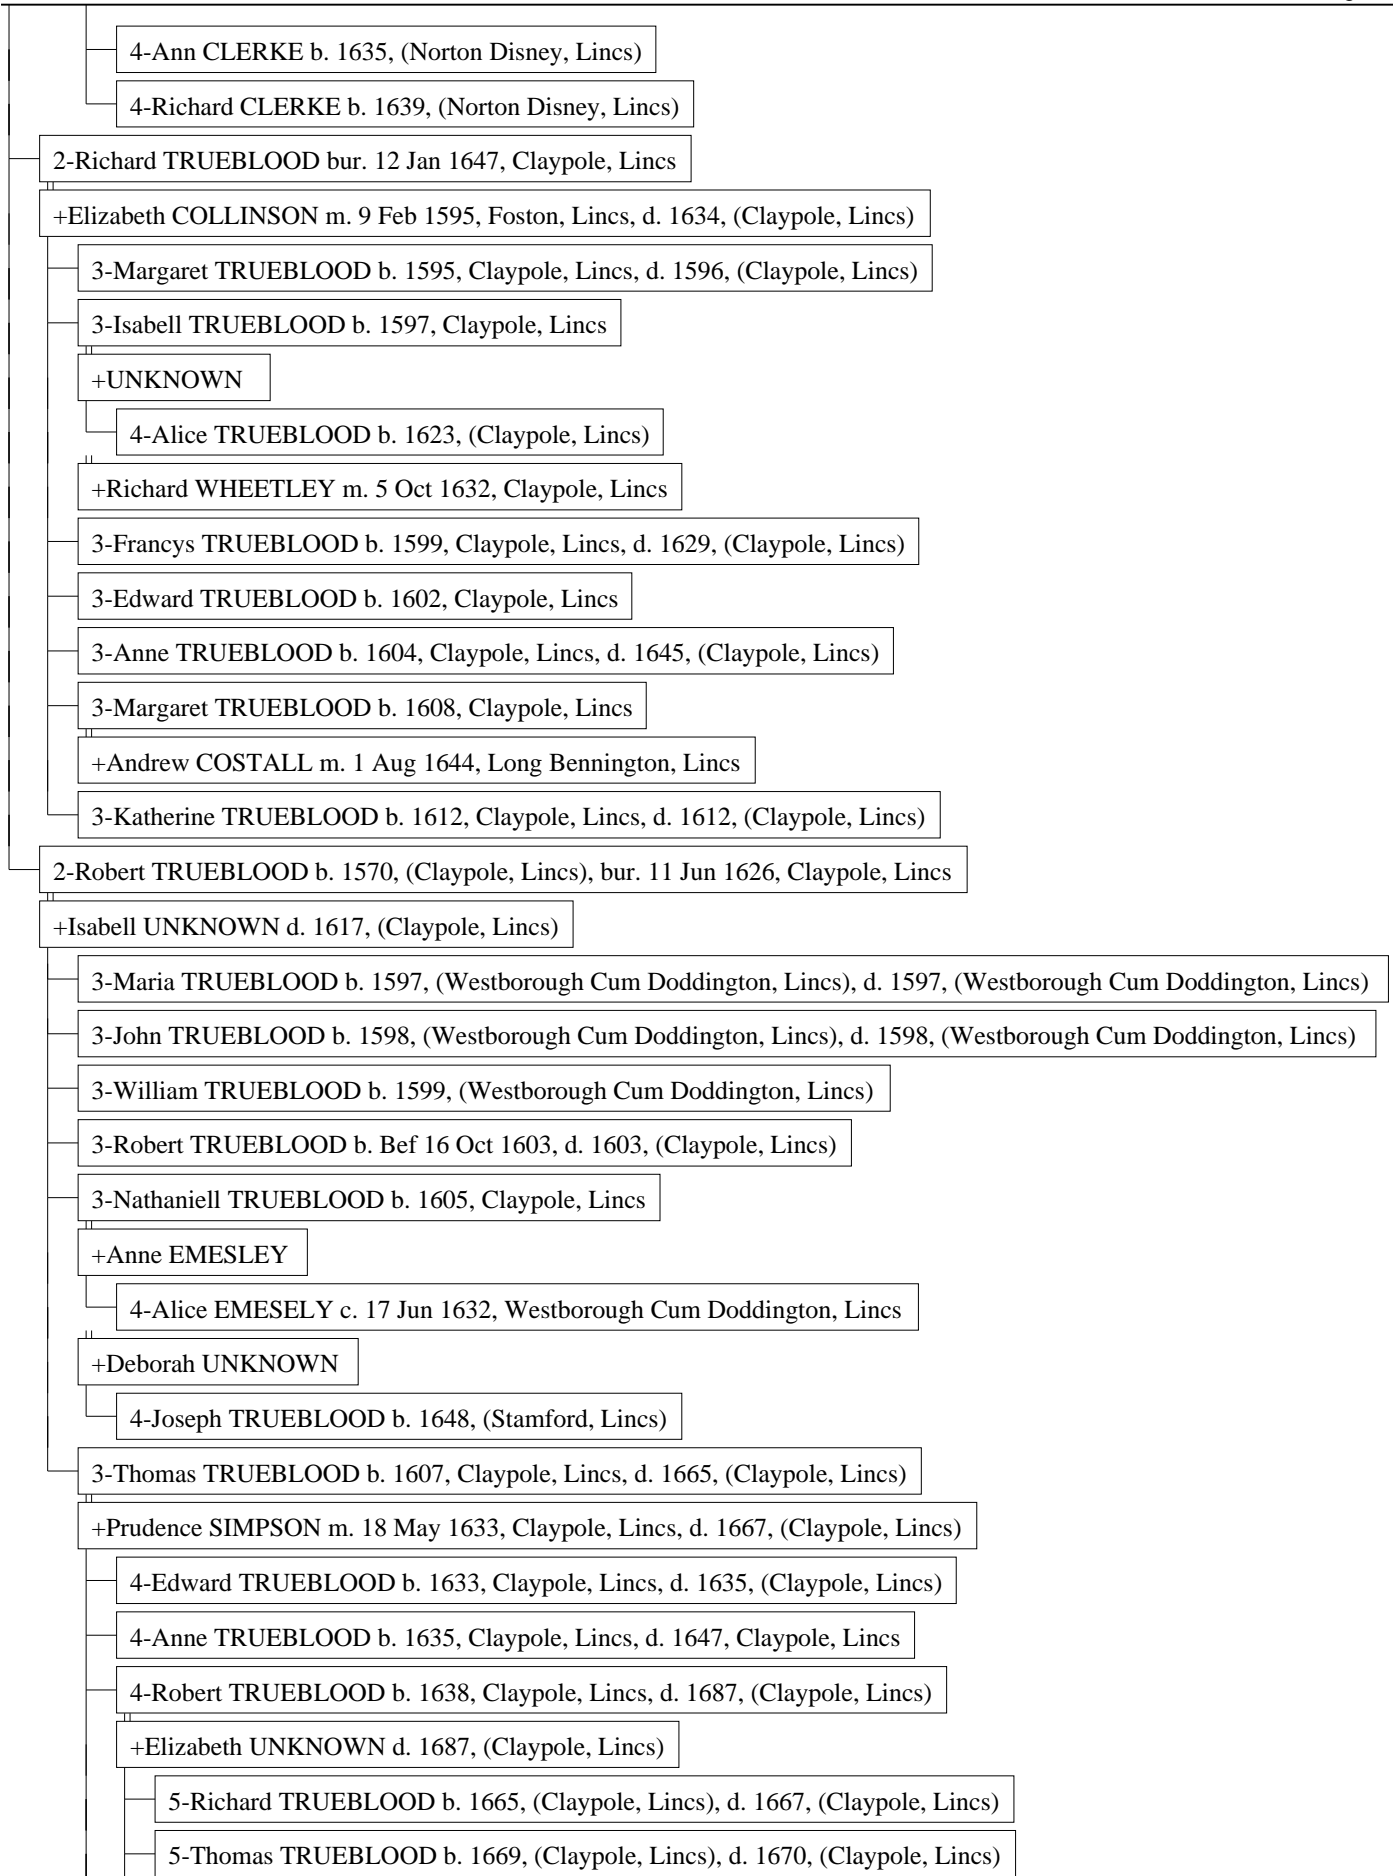 4-Ann CLERKE b. 1635, (Norton Disney, Lincs)
4-Richard CLERKE b. 1639, (Norton Disney, Lincs)
2-Richard TRUEBLOOD bur. 12 Jan 1647, Claypole, Lincs
+Elizabeth COLLINSON m. 9 Feb 1595, Foston, Lincs, d. 1634, (Claypole, Lincs)
3-Margaret TRUEBLOOD b. 1595, Claypole, Lincs, d. 1596, (Claypole, Lincs)
3-Isabell TRUEBLOOD b. 1597, Claypole, Lincs
+UNKNOWN
4-Alice TRUEBLOOD b. 1623, (Claypole, Lincs)
+Richard WHEETLEY m. 5 Oct 1632, Claypole, Lincs
3-Francys TRUEBLOOD b. 1599, Claypole, Lincs, d. 1629, (Claypole, Lincs)
3-Edward TRUEBLOOD b. 1602, Claypole, Lincs
3-Anne TRUEBLOOD b. 1604, Claypole, Lincs, d. 1645, (Claypole, Lincs)
3-Margaret TRUEBLOOD b. 1608, Claypole, Lincs
+Andrew COSTALL m. 1 Aug 1644, Long Bennington, Lincs
3-Katherine TRUEBLOOD b. 1612, Claypole, Lincs, d. 1612, (Claypole, Lincs)
2-Robert TRUEBLOOD b. 1570, (Claypole, Lincs), bur. 11 Jun 1626, Claypole, Lincs
+Isabell UNKNOWN d. 1617, (Claypole, Lincs)
3-Maria TRUEBLOOD b. 1597, (Westborough Cum Doddington, Lincs), d. 1597, (Westborough Cum Doddington, Lincs)
3-John TRUEBLOOD b. 1598, (Westborough Cum Doddington, Lincs), d. 1598, (Westborough Cum Doddington, Lincs)
3-William TRUEBLOOD b. 1599, (Westborough Cum Doddington, Lincs)
3-Robert TRUEBLOOD b. Bef 16 Oct 1603, d. 1603, (Claypole, Lincs)
3-Nathaniell TRUEBLOOD b. 1605, Claypole, Lincs
+Anne EMESLEY
4-Alice EMESELY c. 17 Jun 1632, Westborough Cum Doddington, Lincs
+Deborah UNKNOWN
4-Joseph TRUEBLOOD b. 1648, (Stamford, Lincs)
3-Thomas TRUEBLOOD b. 1607, Claypole, Lincs, d. 1665, (Claypole, Lincs)
+Prudence SIMPSON m. 18 May 1633, Claypole, Lincs, d. 1667, (Claypole, Lincs)
4-Edward TRUEBLOOD b. 1633, Claypole, Lincs, d. 1635, (Claypole, Lincs)
4-Anne TRUEBLOOD b. 1635, Claypole, Lincs, d. 1647, Claypole, Lincs
4-Robert TRUEBLOOD b. 1638, Claypole, Lincs, d. 1687, (Claypole, Lincs)
+Elizabeth UNKNOWN d. 1687, (Claypole, Lincs)
5-Richard TRUEBLOOD b. 1665, (Claypole, Lincs), d. 1667, (Claypole, Lincs)
5-Thomas TRUEBLOOD b. 1669, (Claypole, Lincs), d. 1670, (Claypole, Lincs)